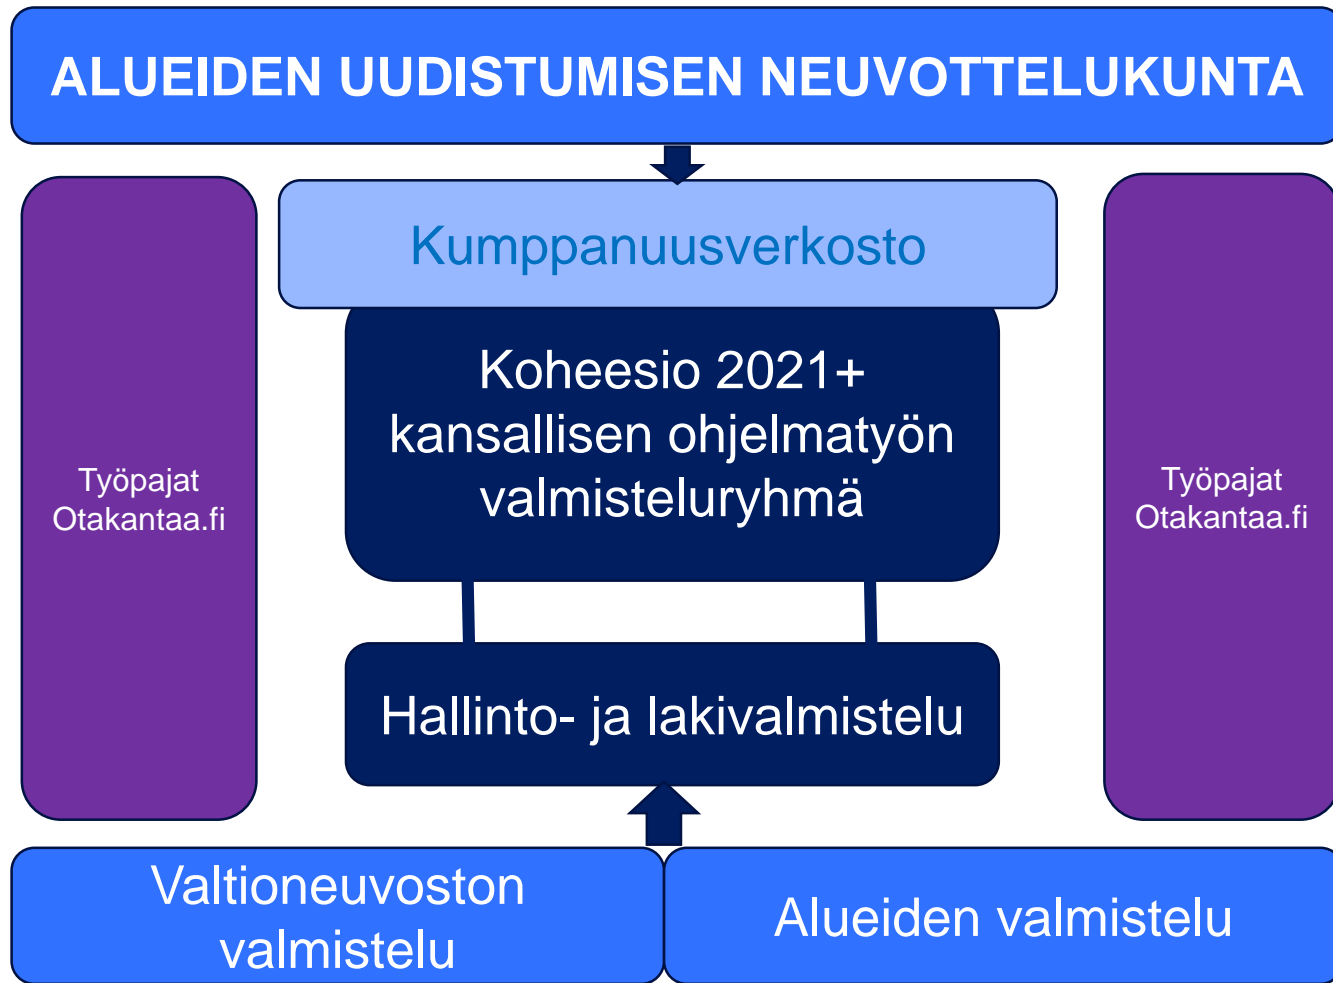 ALUEIDEN UUDISTUMISEN NEUVOTTELUKUNTA
Kumppanuusverkosto
Koheesio 2021+
kansallisen ohjelmatyön
valmisteluryhmä
Työpajat
Otakantaa.fi
Työpajat
Otakantaa.fi
Hallinto- ja lakivalmistelu
Valtioneuvoston
valmistelu
Alueiden valmistelu